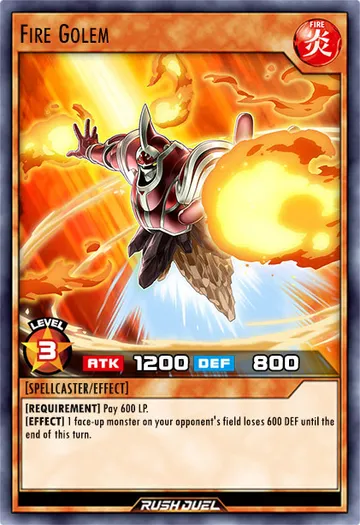 FIRE GOLEM
FIRE
炎
LEVEL
3
ATK 1200 DEF 800
[SPELLCASTER/EFFECT]
[REQUIREMENT] Pay 600 LP.
[EFFECT] 1 face-up monster on your opponent's field loses 600 DEF until the
end of this turn.
RUSH DUEL